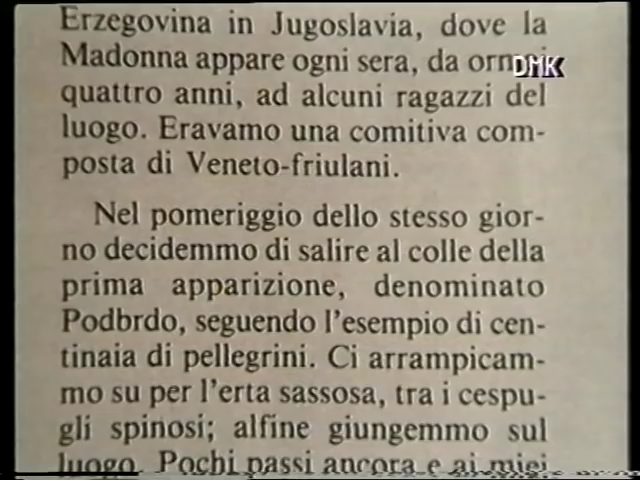 Erzegovina in Jugoslavia, dove la
Madonna appare ogni sera, da ormai
DMK
quattro anni, ad alcuni ragazzi del
luogo. Eravamo una comitiva com-
posta di Veneto-friulani.
Nel pomeriggio dello stesso gior-
no decidemmo di salire al colle della
prima apparizione, denominato
Podbrdo, seguendo l'esempio di cen-
tinaia di pellegrini. Ci arrampicam-
mo su per l'erta sassosa, tra i cespu-
gli spinosi; alfine giungemmo sul
luogo. Pochi passi ancora e ai miei